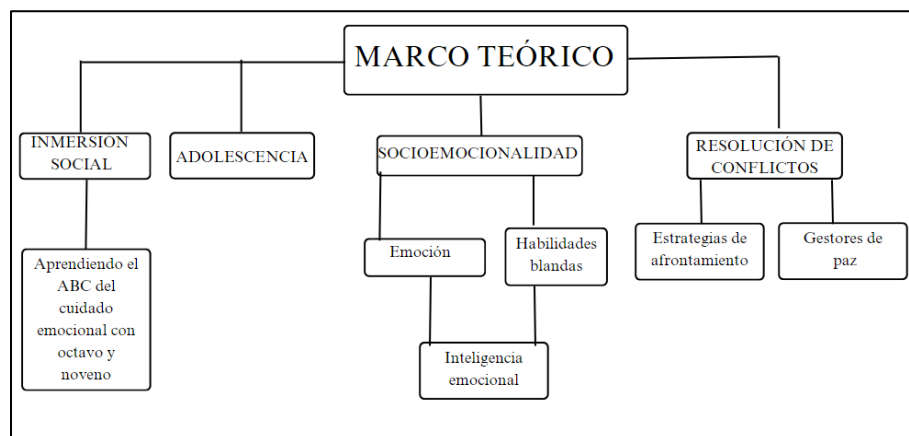 MARCO TEÓRICO
INMERSION
SOCIAL
ADOLESCENCIA
SOCIOEMOCIONALIDAD
RESOLUCIÓN DE
CONFLICTOS
Aprendiendo el
ABC del
cuidado
emocional con
octavo y
noveno
Emoción
Habilidades
blandas
Inteligencia
emocional
Estrategias de
afrontamiento
Gestores de
paz